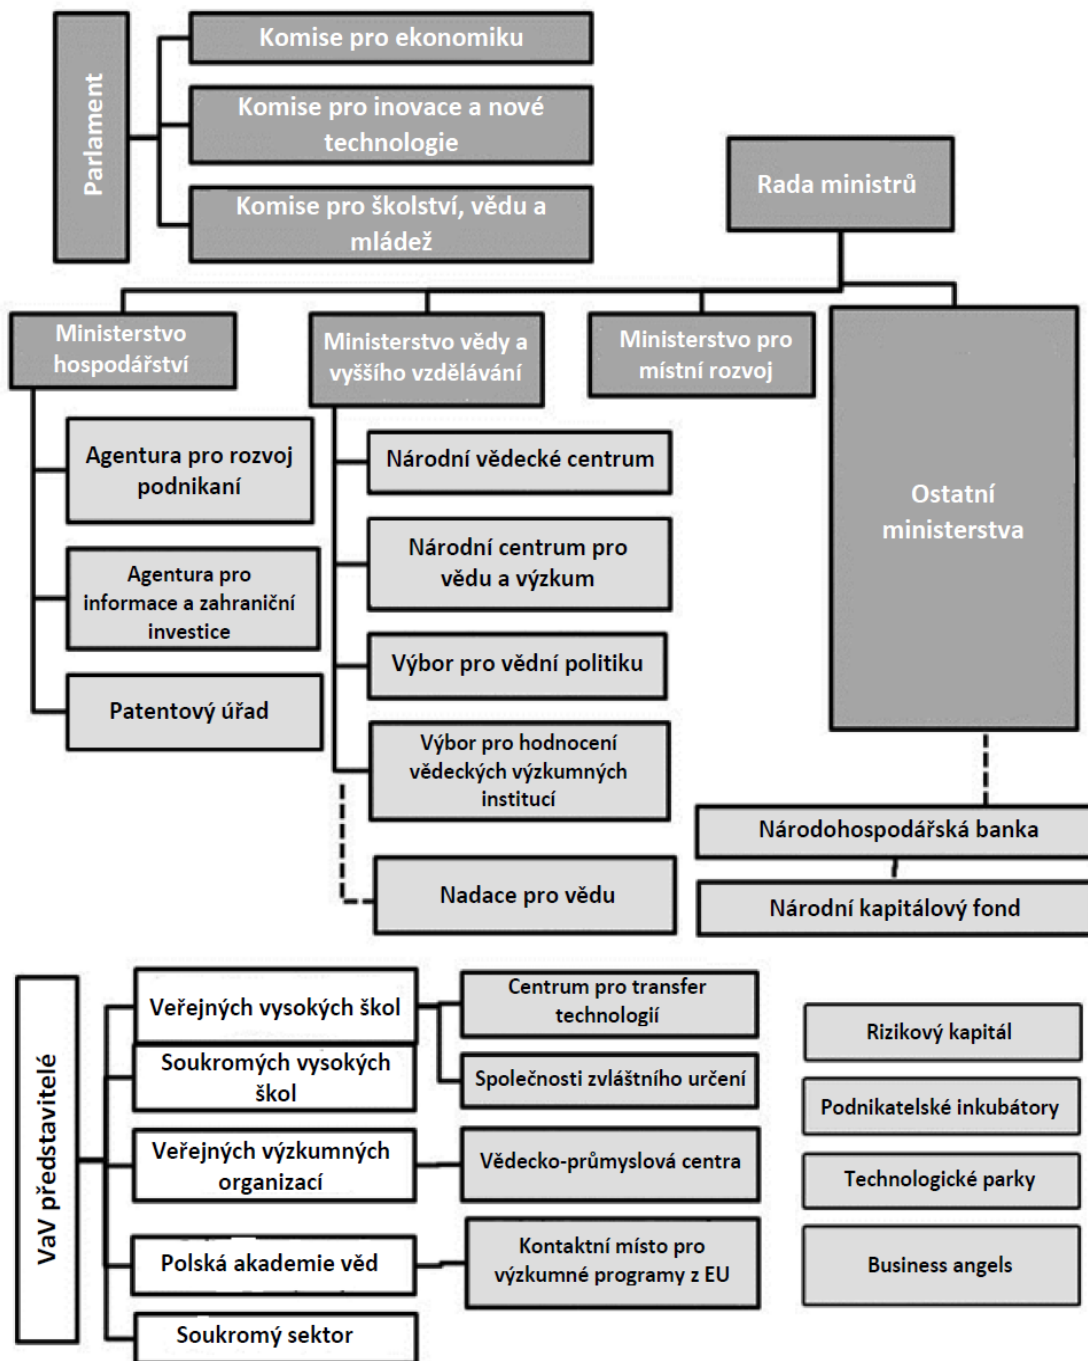 Parlament
Komise pro ekonomiku
Komise pro inovace a nové
technologie
Komise pro školství, vědu a
mládež
Rada ministrů
Ministerstvo
hospodářství
Ministerstvo vědy a
vyššího vzdělávání
Ministerstvo pro
místní rozvoj
Ostatní
ministerstva
Agentura pro rozvoj
podnikaní
Agentura pro
informace a zahraniční
investice
Patentový úřad
Národní vědecké centrum
Národní centrum pro
vědu a výzkum
Výbor pro vědní politiku
Výbor pro hodnocení
vědeckých výzkumných
institucí
Nadace pro vědu
Národohospodářská banka
Národní kapitálový fond
VaV představitelé
Veřejných vysokých škol
Soukromých vysokých
škol
Veřejných výzkumných
organizací
Polská akademie věd
Soukromý sektor
Centrum pro transfer
technologií
Společnosti zvláštního určení
Vědecko-průmyslová centra
Kontaktní místo pro
výzkumné programy z EU
Rizikový kapitál
Podnikatelské inkubátory
Technologické parky
Business angels